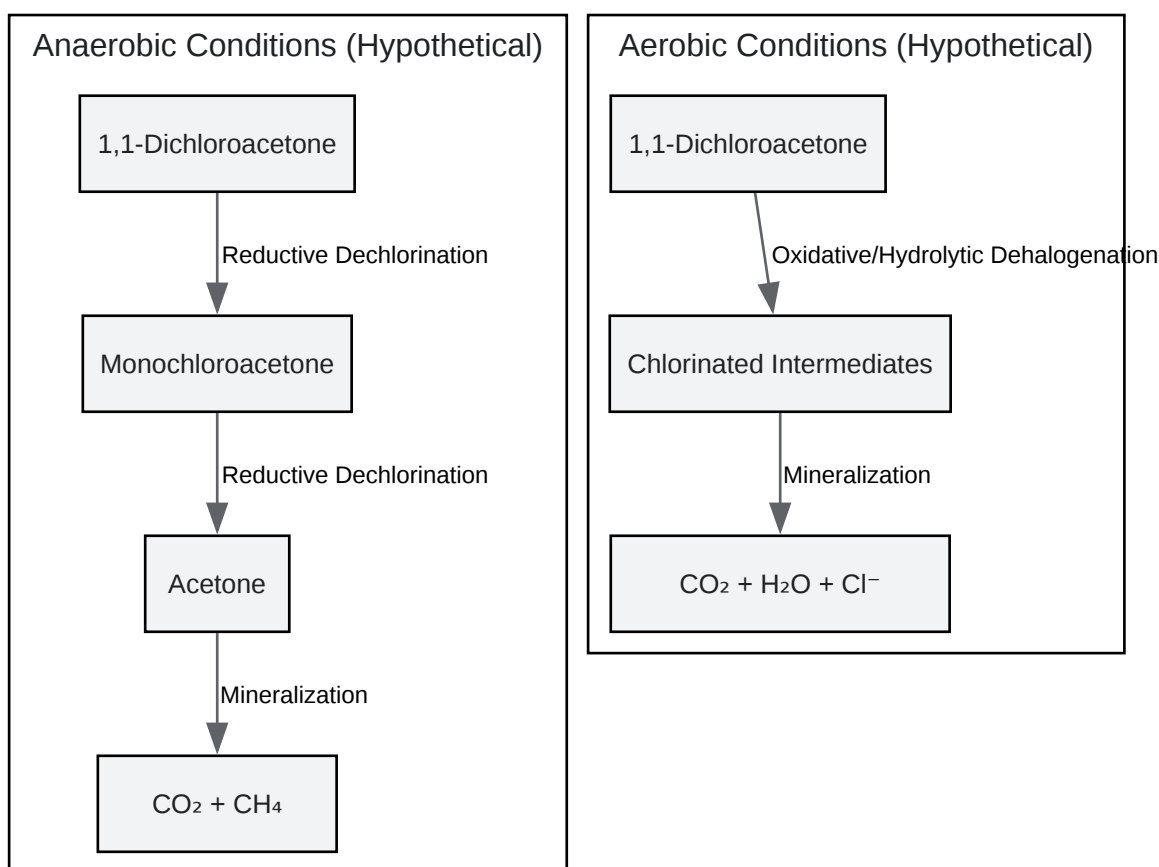 Anaerobic Conditions (Hypothetical)
1,1-Dichloroacetone
Reductive Dechlorination
Monochloroacetone
Reductive Dechlorination
Acetone
Mineralization
CO₂ + CH₄
Aerobic Conditions (Hypothetical)
1,1-Dichloroacetone
Oxidative/Hydrolytic Dehalogenation
Chlorinated Intermediates
Mineralization
CO₂ + H₂O + Cl⁻